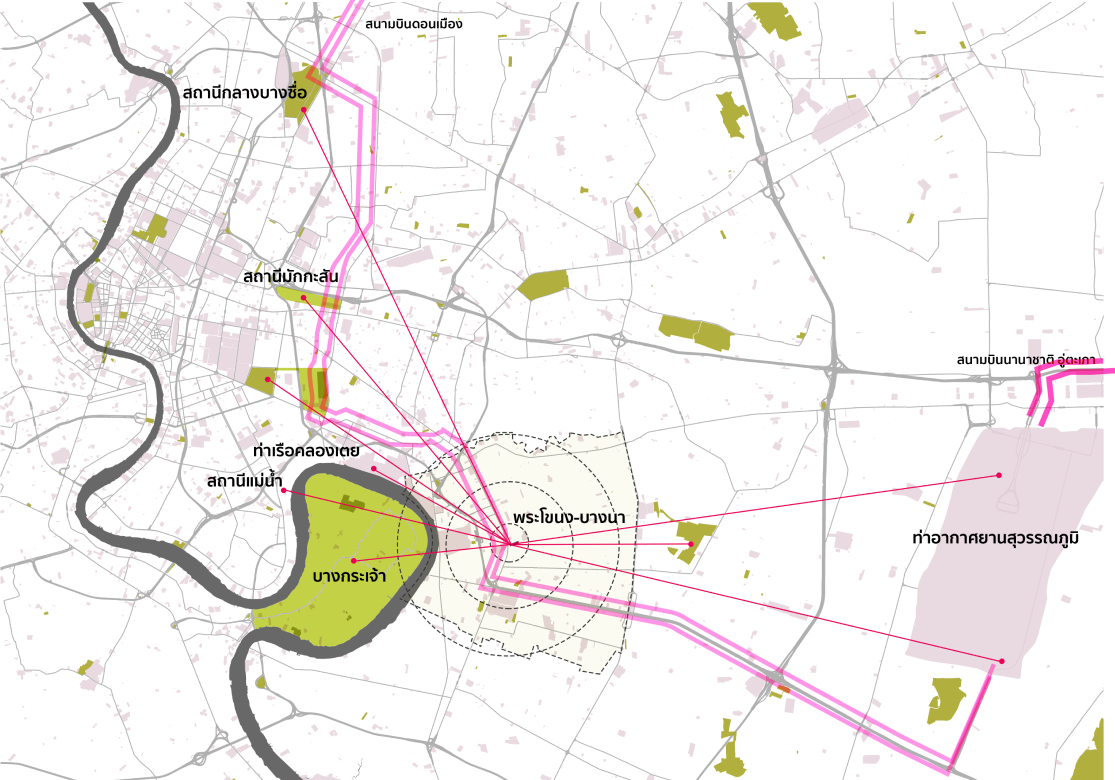 สนามบินดอนเมือง
สถานีกลางบางซื่อ
สถานีมักกะสัน
สนามบินนานาชาติ อู่ตะเภา
ท่าเรือคลองเตย
สถานีแม่น้ำ
พระโขนง-บางนา
ท่าอากาศยานสุวรรณภูมิ
บางกระเจ้า